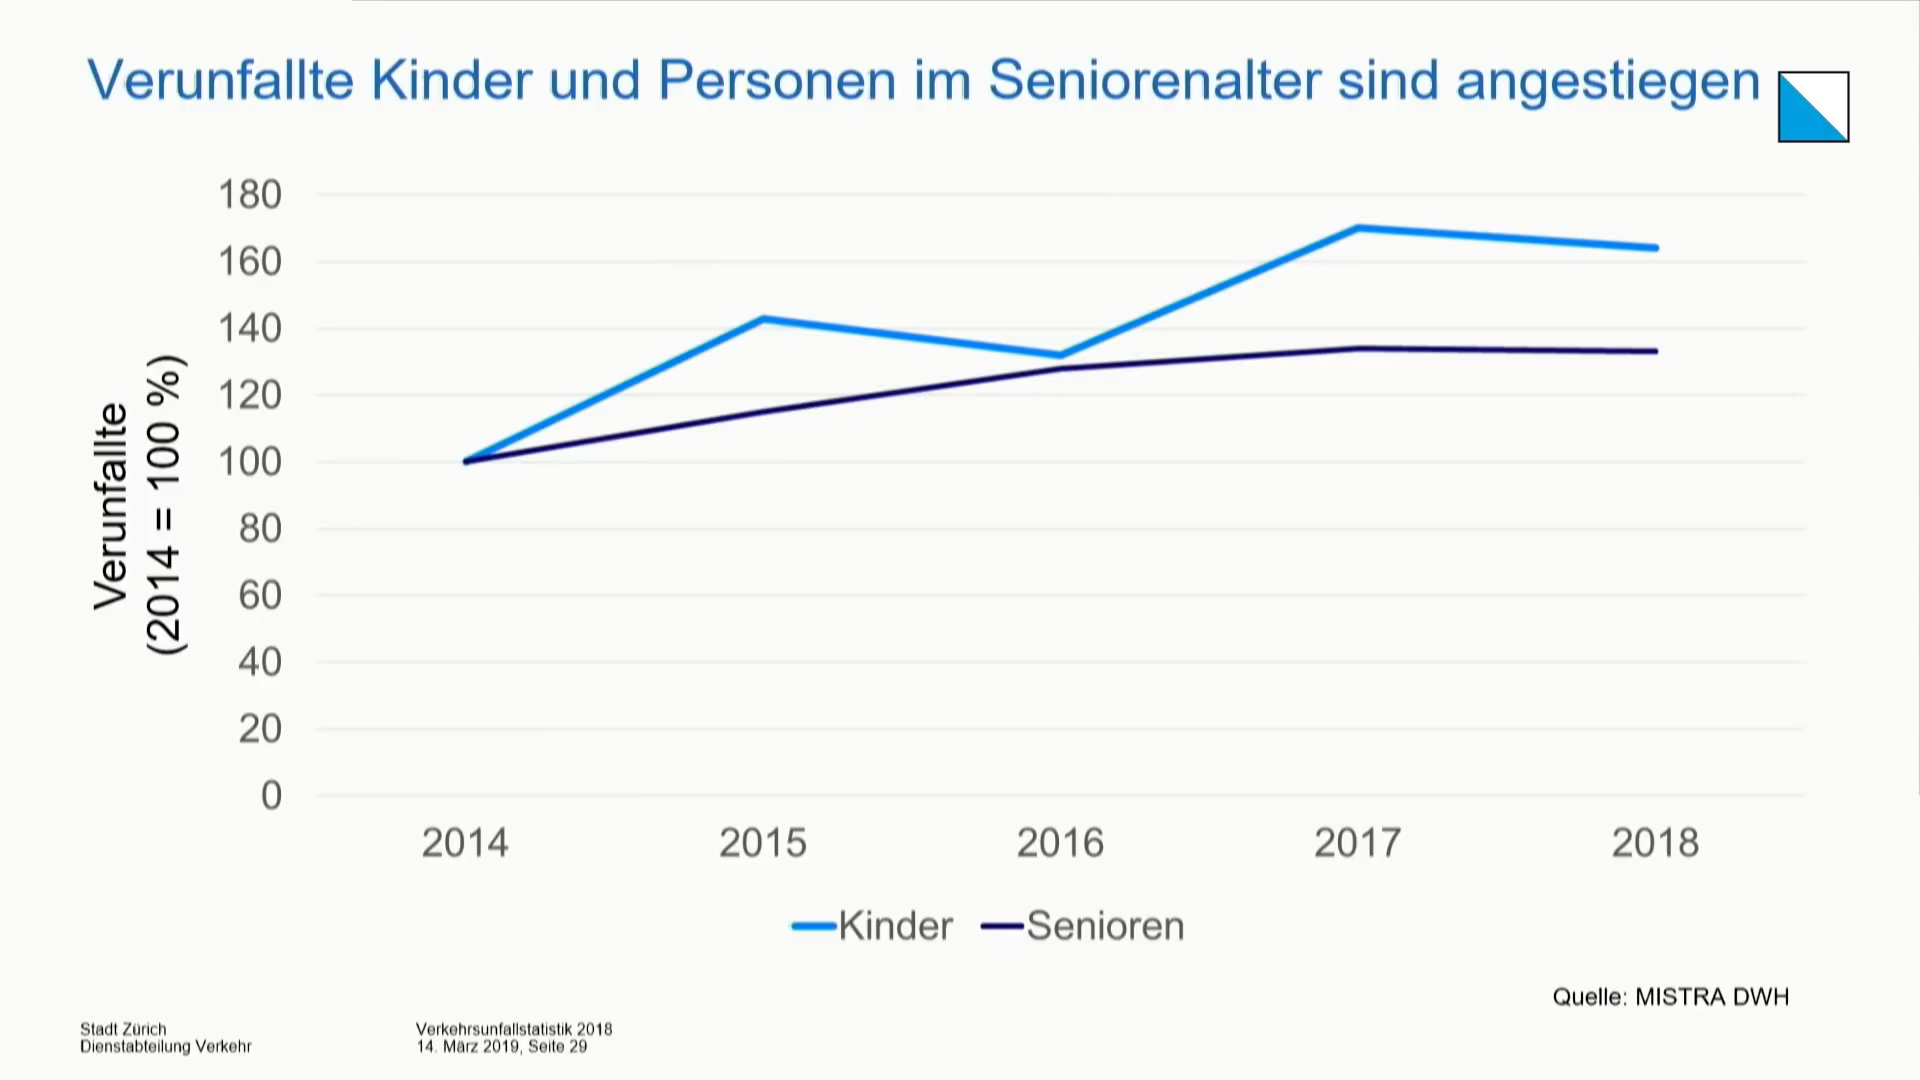 Verunfallte Kinder und Personen im Seniorenalter sind angestiegen
Verunfallte
(2014 = 100 %)
180
160
140
120
100
80
60
40
20
0
2014 2015 2016 2017 2018
Kinder Senioren
Quelle: MISTRA DWH
Stadt Zürich
Dienstabteilung Verkehr
Verkehrsunfallstatistik 2018
14. März 2019, Seite 29